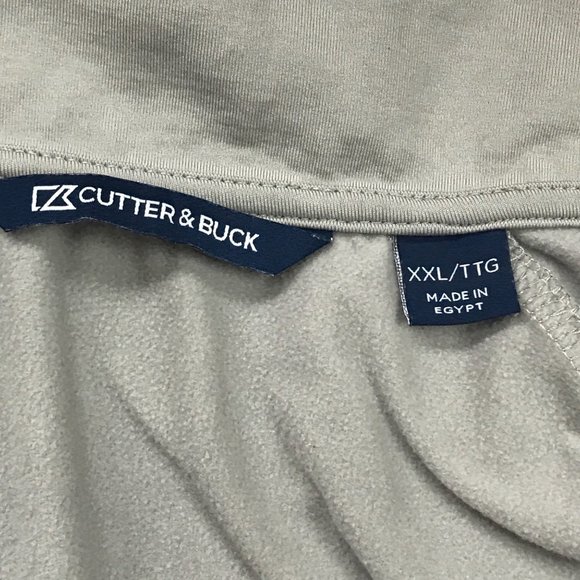 CUTTER & BUCK
XXL/TTG
MADE IN
EGYPT